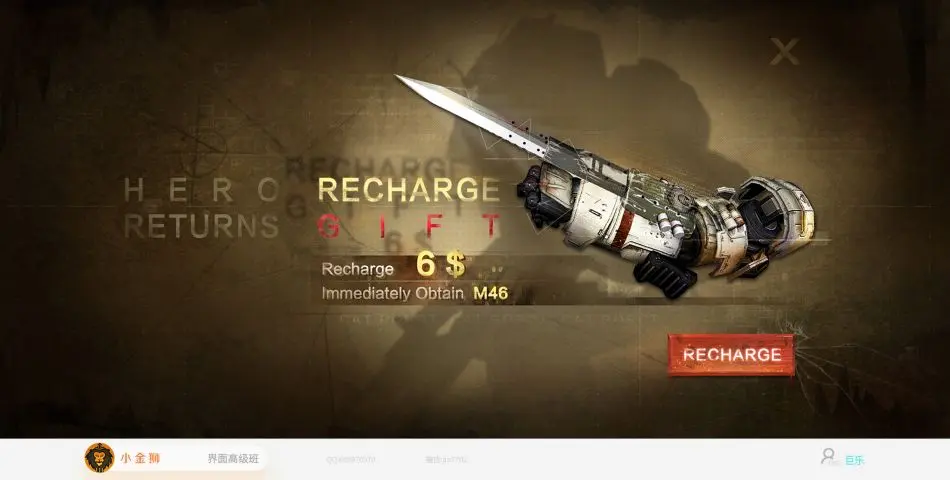 HERO
RETURNS
RECHARGE
GIFT
Recharge 6 $
Immediately Obtain M46
RECHARGE
小金狮
界面高级班
巨乐